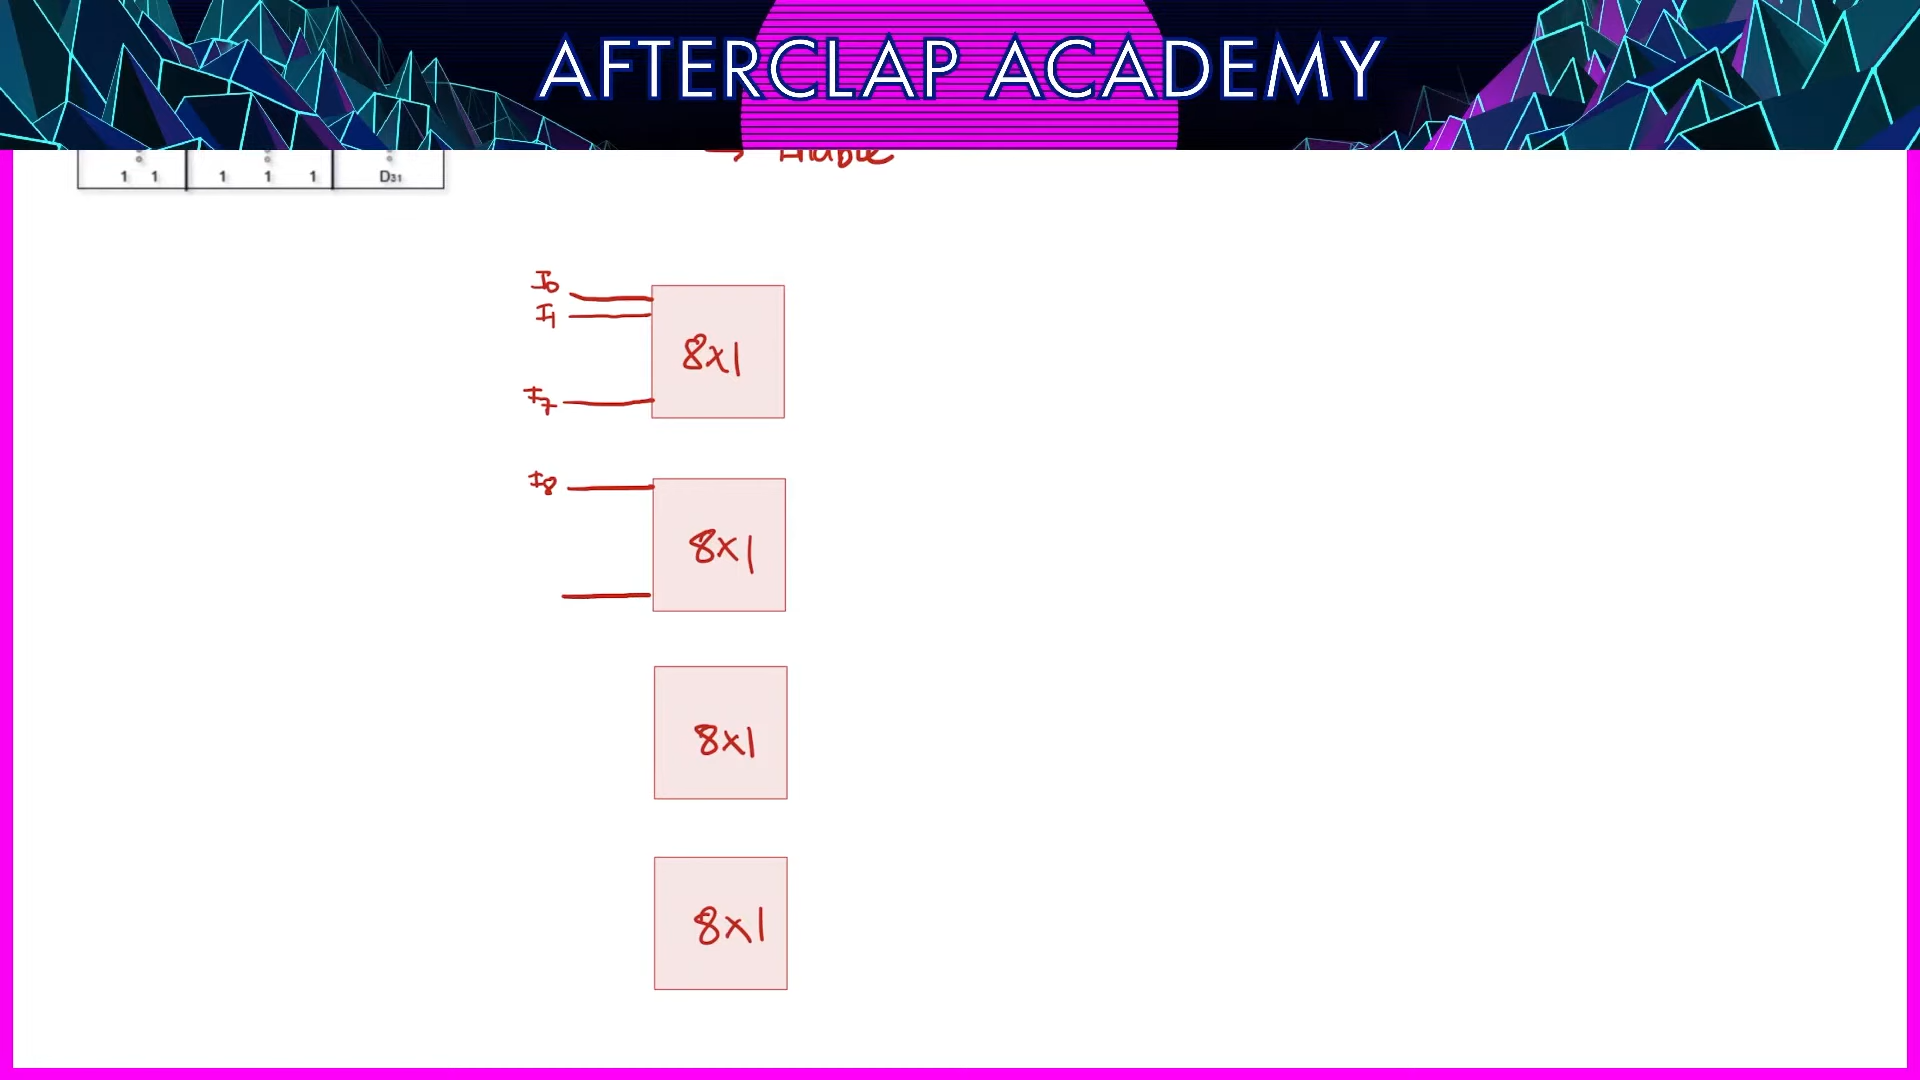 AFTERCLAP ACADEMY
1 1 1 1 1 D31
I0
I1
8x1
I7
I8
8x1
8x1
8x1